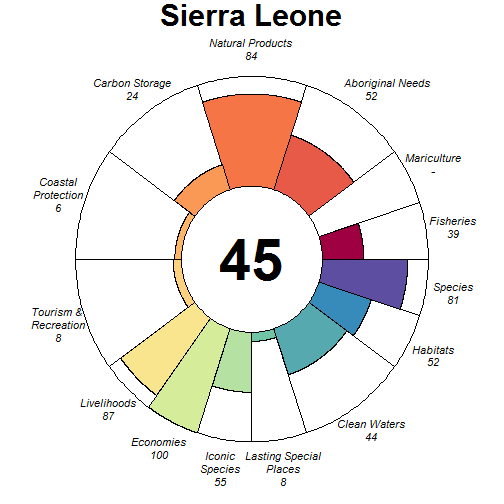 Sierra Leone
Natural Products
84
Carbon Storage
24
Aboriginal Needs
52
Mariculture
-
Coastal
Protection
6
Fisheries
39
45
Species
81
Tourism &
Recreation
8
Habitats
52
Livelihoods
87
Clean Waters
44
Economies
100
Iconic
Species
55
Lasting Special
Places
8